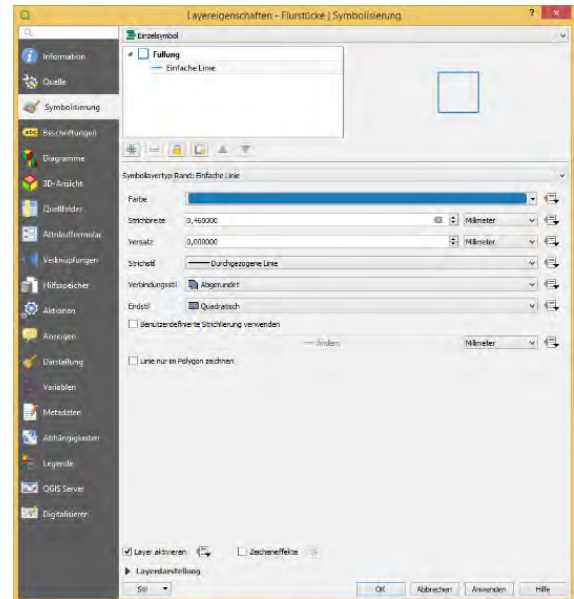 Layereigenschaften - Flurstücke | Symbolisierung
Einzelsymbol
Information
Quelle
Symbolisierung
Beschriftungen
Diagramme
3D-Ansicht
Quellfelder
Attributformular
Verknüpfungen
Hilfsspeicher
Aktionen
Anzeigen
Darstellung
Variablen
Metadaten
Abhängigkeiten
Legende
QGIS Server
Digitalisieren
Füllung
Einfache Linie
Symbollayertyp Rand: Einfache Linie
Farbe
Strichbreite 0,460000 Millimeter
Versatz 0,000000 Millimeter
Strichstil Durchgezogene Linie
Verbindungsstil Abgerundet
Endstil Quadratisch
Benutzerdefinierte Strichlierung verwenden
Ändern Millimeter
Linie nur im Polygon zeichnen
Layer aktivieren Zeicheneffekte
Layerdarstellung
Stil OK Abbrechen Anwenden Hilfe